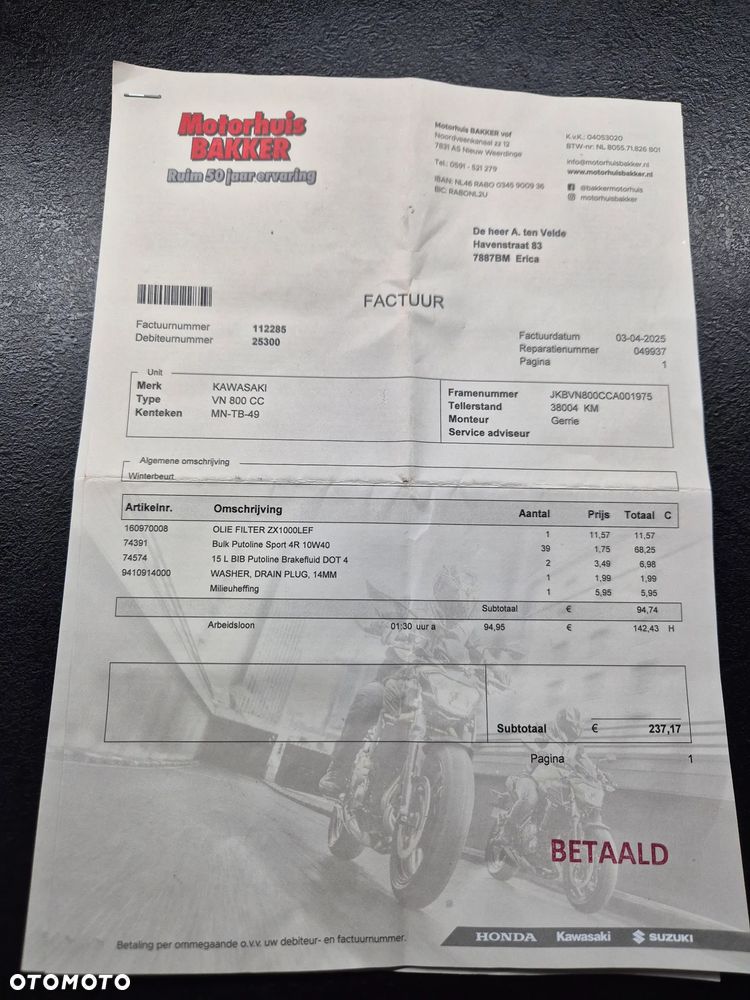 Motorhuis
BAKKER
Ruim 50 jaar ervaring
Motorhuis BAKKER vof
Noordveenkanaal zz 12
7831 AS Nieuw Weerdinge
Tel.: 0591 - 521 279
IBAN: NL46 RABO 0345 9009 36
BIC: RABONL2U
K.v.K.: 04053020
BTW-nr: NL 8055.71.826 B01
info@motorhuisbakker.nl
www.motorhuisbakker.nl
@bakkermotorhuis
motorhuisbakker
De heer A. ten Velde
Havenstraat 83
7887BM Erica
FACTUUR
Factuurnummer 112285
Debiteurnummer 25300
Factuurdatum 03-04-2025
Reparatienummer 049937
Pagina 1
Unit
Merk KAWASAKI
Type VN 800 CC
Kenteken MN-TB-49
Framenummer JKBVN800CCA001975
Tellerstand 38004 KM
Monteur Gerrie
Service adviseur
Algemene omschrijving
Winterbeurt
Artikelnr. Omschrijving Aantal Prijs Totaal C
160970008 OLIE FILTER ZX1000LEF 1 11,57 11,57
74391 Bulk Putoline Sport 4R 10W40 39 1,75 68,25
74574 15 L BIB Putoline Brakefluid DOT 4 2 3,49 6,98
9410914000 WASHER, DRAIN PLUG, 14MM 1 1,99 1,99
Milieuheffing 1 5,95 5,95
Subtotaal € 94,74
Arbeidsloon 01:30 uur a 94,95 € 142,43 H
Subtotaal € 237,17
Pagina 1
BETAALD
Betaling per ommegaande o.v.v. uw debiteur- en factuurnummer.
HONDA Kawasaki SUZUKI
OTOMOTO